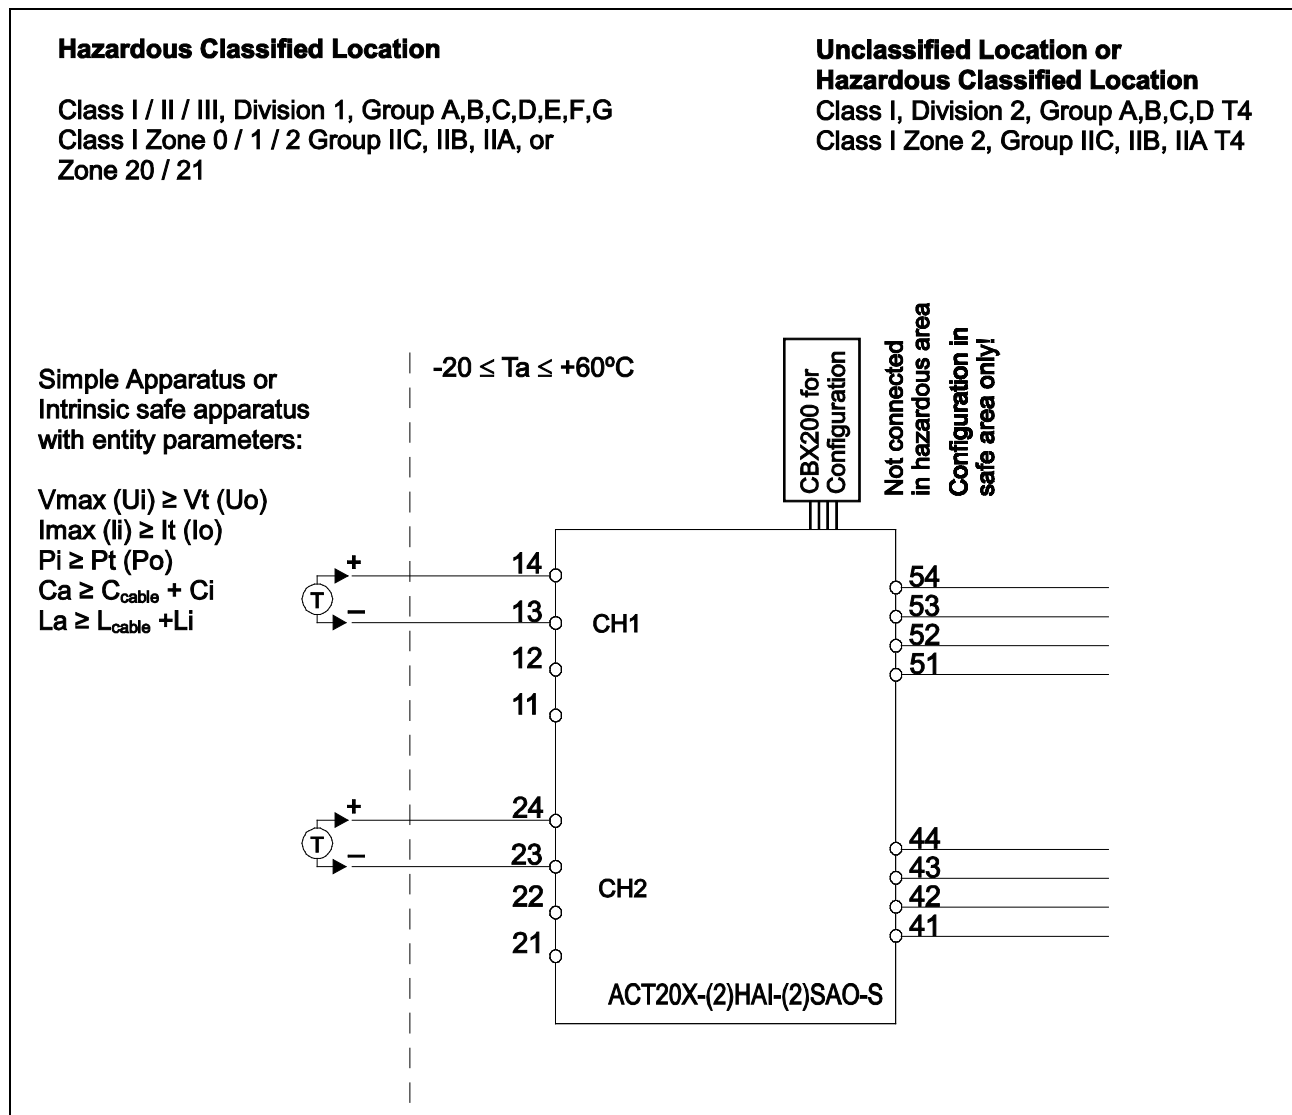 Hazardous Classified Location
Class I / II / III, Division 1, Group A,B,C,D,E,F,G
Class I Zone 0 / 1 / 2 Group IIC, IIB, IIA, or
Zone 20 / 21
Unclassified Location or
Hazardous Classified Location
Class I, Division 2, Group A,B,C,D T4
Class I Zone 2, Group IIC, IIB, IIA T4
Simple Apparatus or
Intrinsic safe apparatus
with entity parameters:
Vmax (Ui) ≥ Vt (Uo)
Imax (Ii) ≥ It (Io)
Pi ≥ Pt (Po)
Ca ≥ Ccable + Ci
La ≥ Lcable +Li
-20 ≤ Ta ≤ +60ºC
CBX200 for
Configuration
Not connected
in hazardous area
Configuration in
safe area only!
+
T
–
14
13
12
11
CH1
54
53
52
51
+
T
–
24
23
22
21
CH2
44
43
42
41
ACT20X-(2)HAI-(2)SAO-S